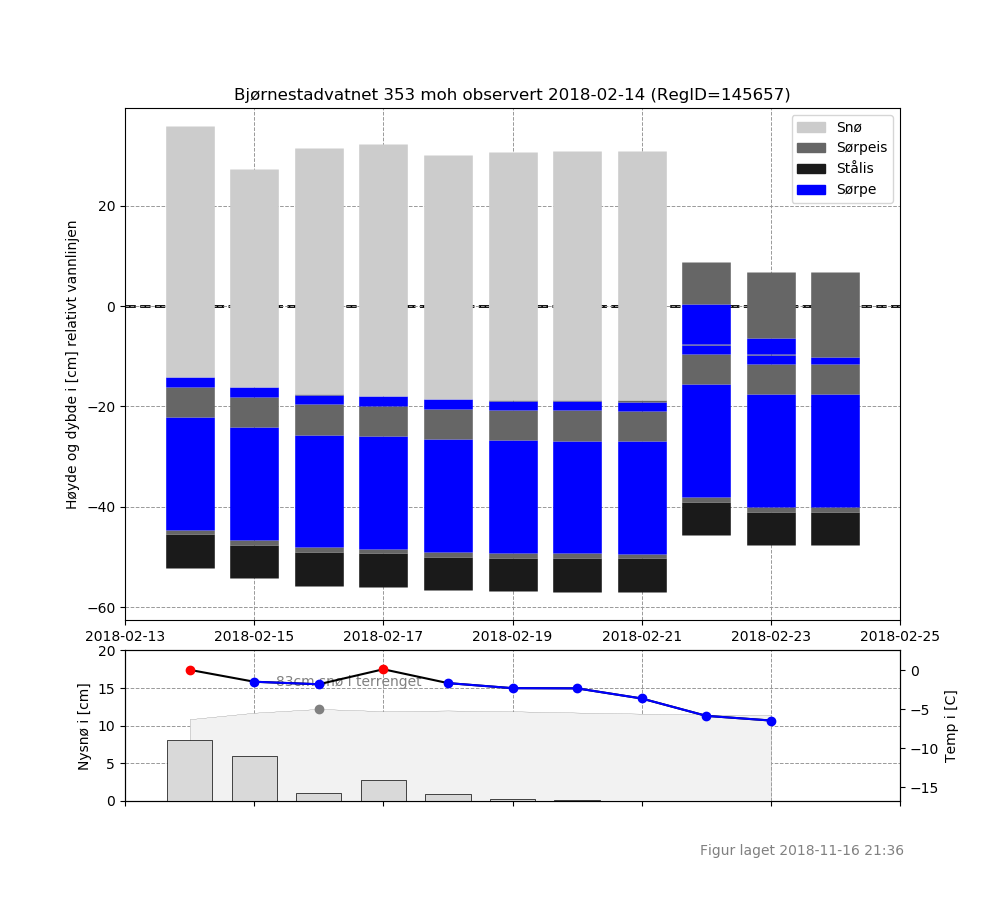 Bjørnestadvatnet 353 moh observert 2018-02-14 (RegID=145657)
Snø
Sørpeis
Stålis
Sørpe
Høyde og dybde i [cm] relativt vannlinjen
20
0
−20
−40
−60
2018-02-13 2018-02-15 2018-02-17 2018-02-19 2018-02-21 2018-02-23 2018-02-25
Nysnø i [cm]
20
15
10
5
0
83cm snø i terrenget
0
−5
−10
−15
Temp i [C]
Figur laget 2018-11-16 21:36